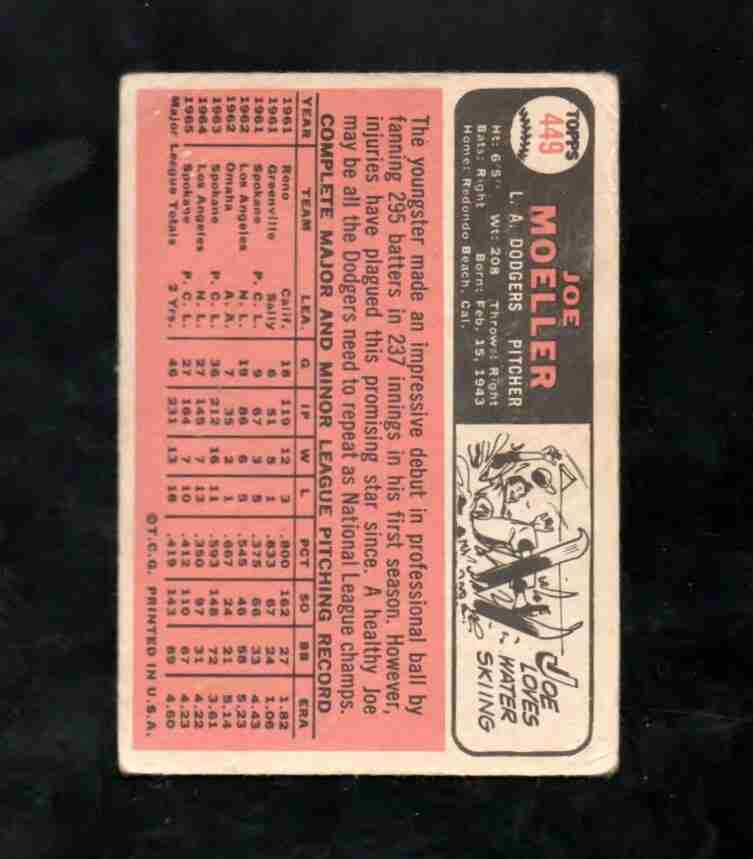 TOPPS
449
JOE
MOELLER
L. A. DODGERS PITCHER
Ht: 6'5" Wt: 208 Throws: Right
Bats: Right Born: Feb. 15, 1943
Home: Redondo Beach, Cal.
JOE
LOVES
WATER
SKIING
The youngster made an impressive debut in professional ball by
fanning 295 batters in 237 innings in his first season. However,
injuries have plagued this promising star since. A healthy Joe
may be all the Dodgers need to repeat as National League champs.
COMPLETE MAJOR AND MINOR LEAGUE PITCHING RECORD
YEAR TEAM LEA. G IP W L PCT SO BB ERA
1961 Reno Calif. 18 119 12 3 .800 162 27 1.82
1961 Greenville Sally 6 51 5 1 .833 67 24 1.06
1961 Spokane P.C.L. 9 67 3 5 .375 66 33 4.43
1962 Los Angeles N.L. 19 86 6 5 .545 46 58 5.23
1962 Omaha A.A. 7 35 2 1 .667 24 21 5.14
1963 Spokane P.C.L. 36 212 16 11 .593 148 72 3.61
1964 Los Angeles N.L. 27 145 7 13 .350 97 31 4.22
1965 Spokane P.C.L. 27 164 7 10 .412 110 67 4.23
Major League Totals 2 Yrs. 46 231 13 18 .419 143 89 4.60
©T.C.G. PRINTED IN U.S.A.